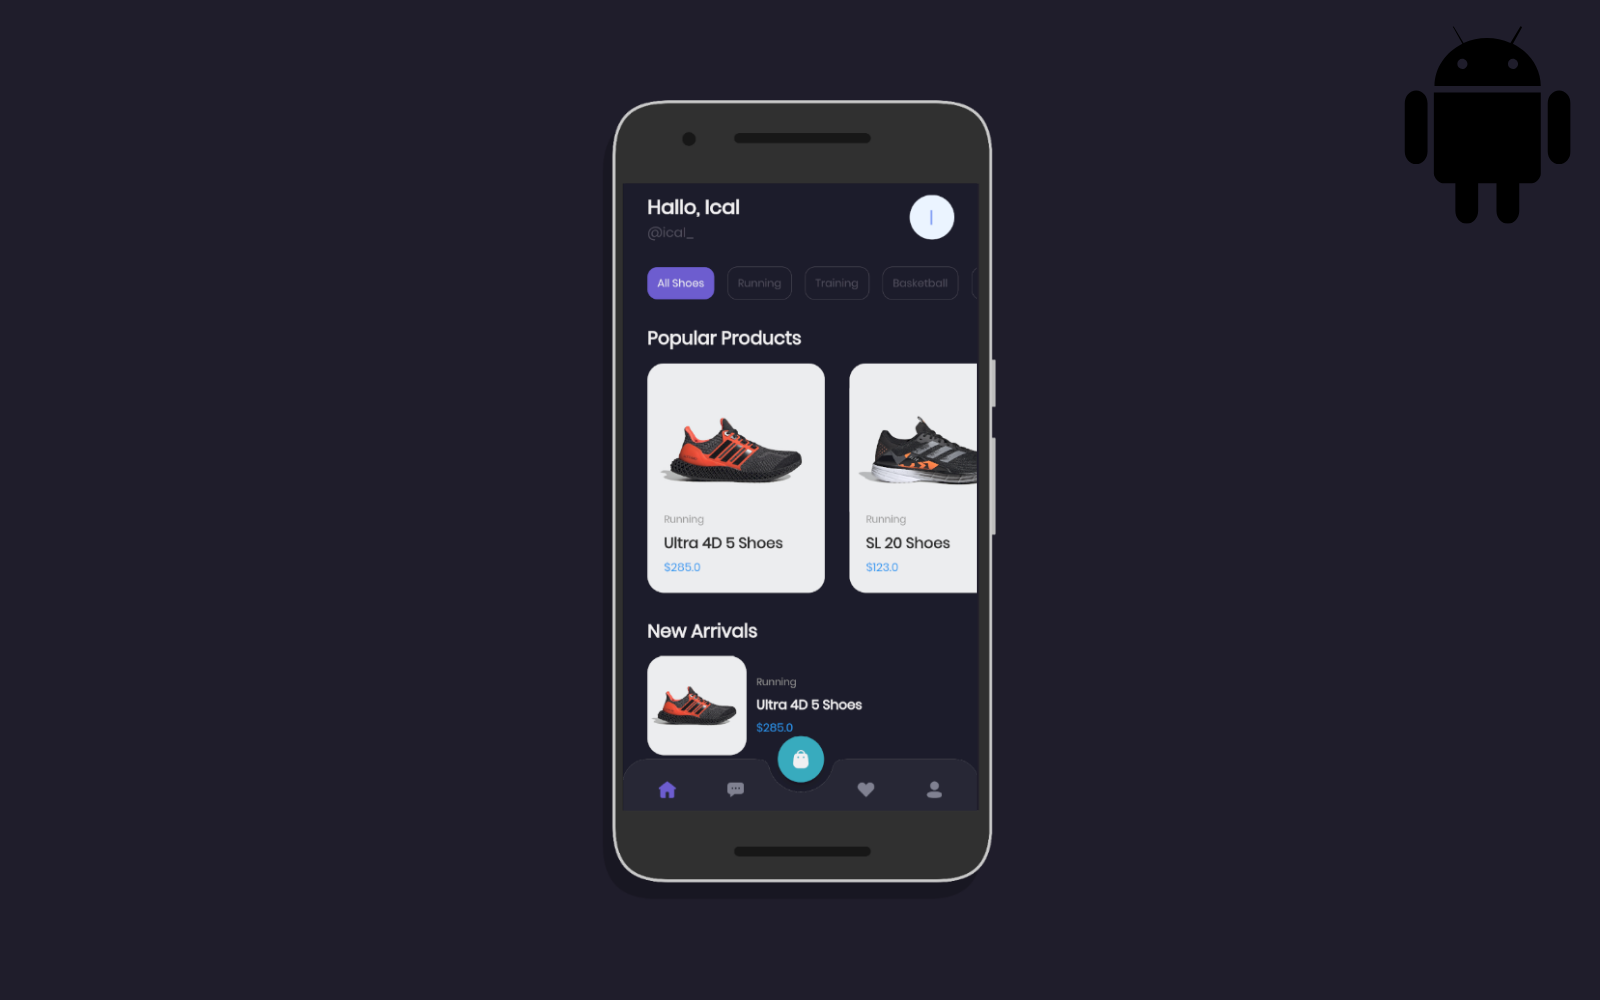 Hallo, Ical
@ical_
I
All Shoes
Running
Training
Basketball
Popular Products
Running
Ultra 4D 5 Shoes
$285.0
Running
SL 20 Shoes
$123.0
New Arrivals
Running
Ultra 4D 5 Shoes
$285.0